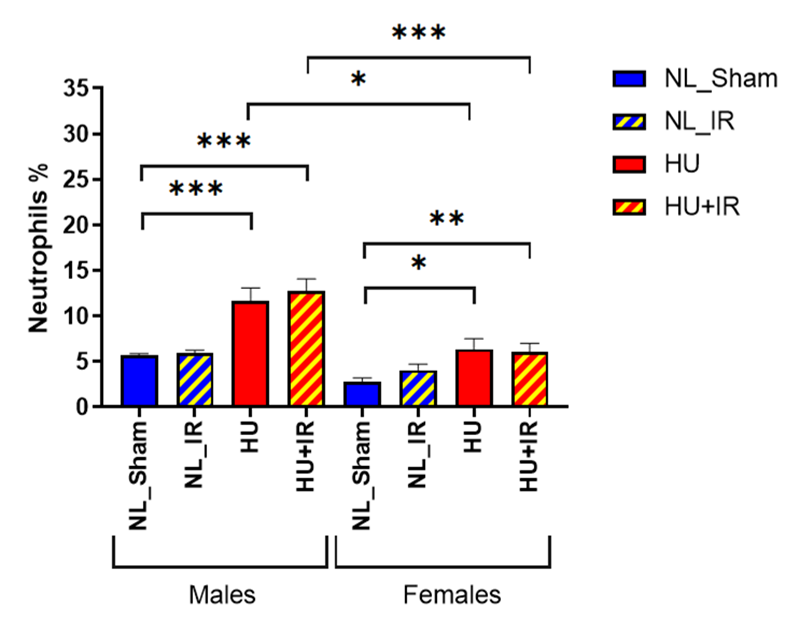 ***
*
***
***
**
*
35
30
25
20
15
10
5
0
Neutrophils %
NL_Sham
NL_IR
HU
HU+IR
NL_Sham
NL_IR
HU
HU+IR
Males
Females
NL_Sham
NL_IR
HU
HU+IR